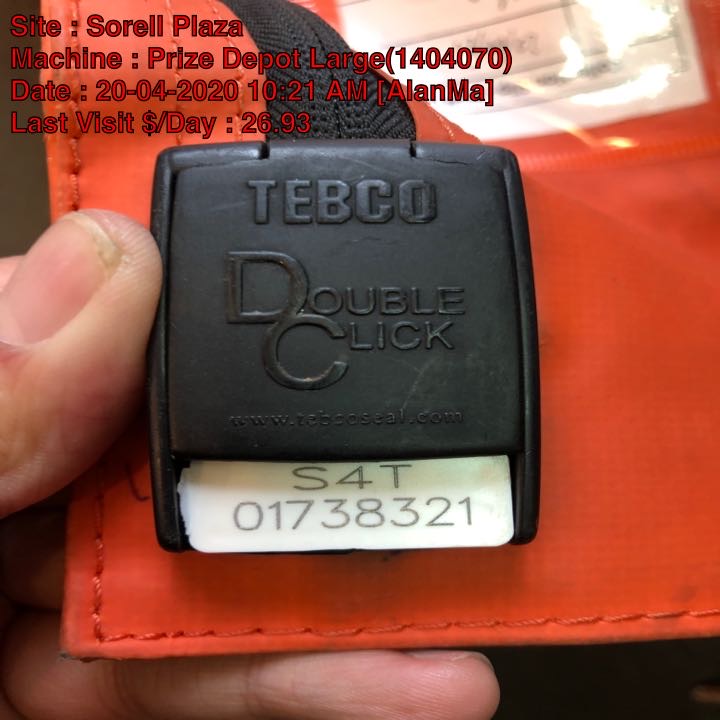 Site : Sorell Plaza
Machine : Prize Depot Large(1404070)
Date : 20-04-2020 10:21 AM [AlanMa]
Last Visit $/Day : 26.93
TEBCO
DOUBLE
CLICK
www.tebcoseal.com
S4T
01738321